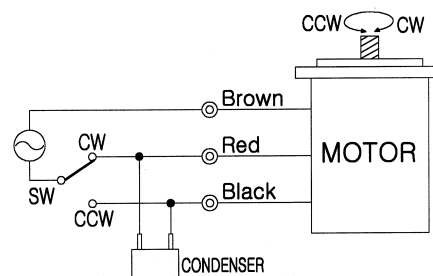 CCW CW
Brown
CW
Red
MOTOR
SW
Black
CCW
CONDENSER